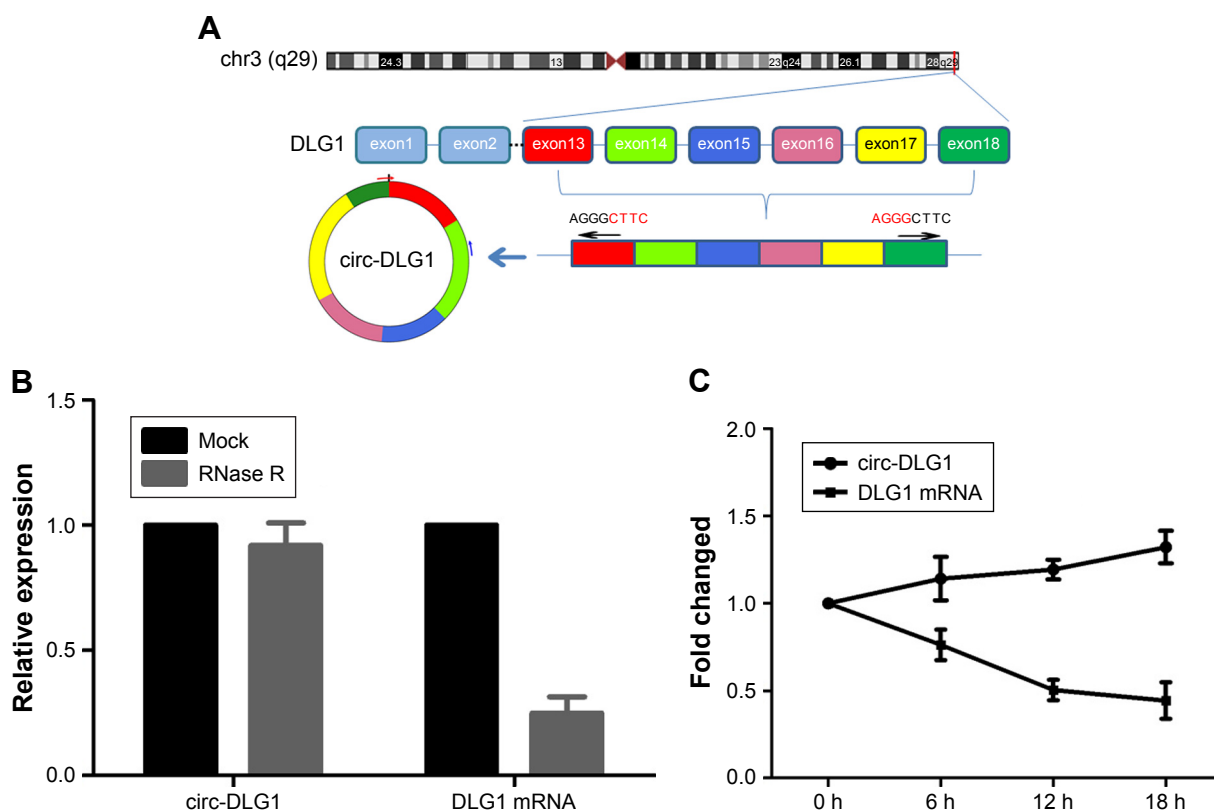 A
chr3 (q29)
24.3 13 23 q24 26.1 28 q29
DLG1 exon1 exon2 exon13 exon14 exon15 exon16 exon17 exon18
AGGGCTTC AGGGCTTC
circ-DLG1
B
Relative expression
1.5
1.0
0.5
0.0
Mock
RNase R
circ-DLG1 DLG1 mRNA
C
Fold changed
2.0
1.5
1.0
0.5
0.0
circ-DLG1
DLG1 mRNA
0 h 6 h 12 h 18 h